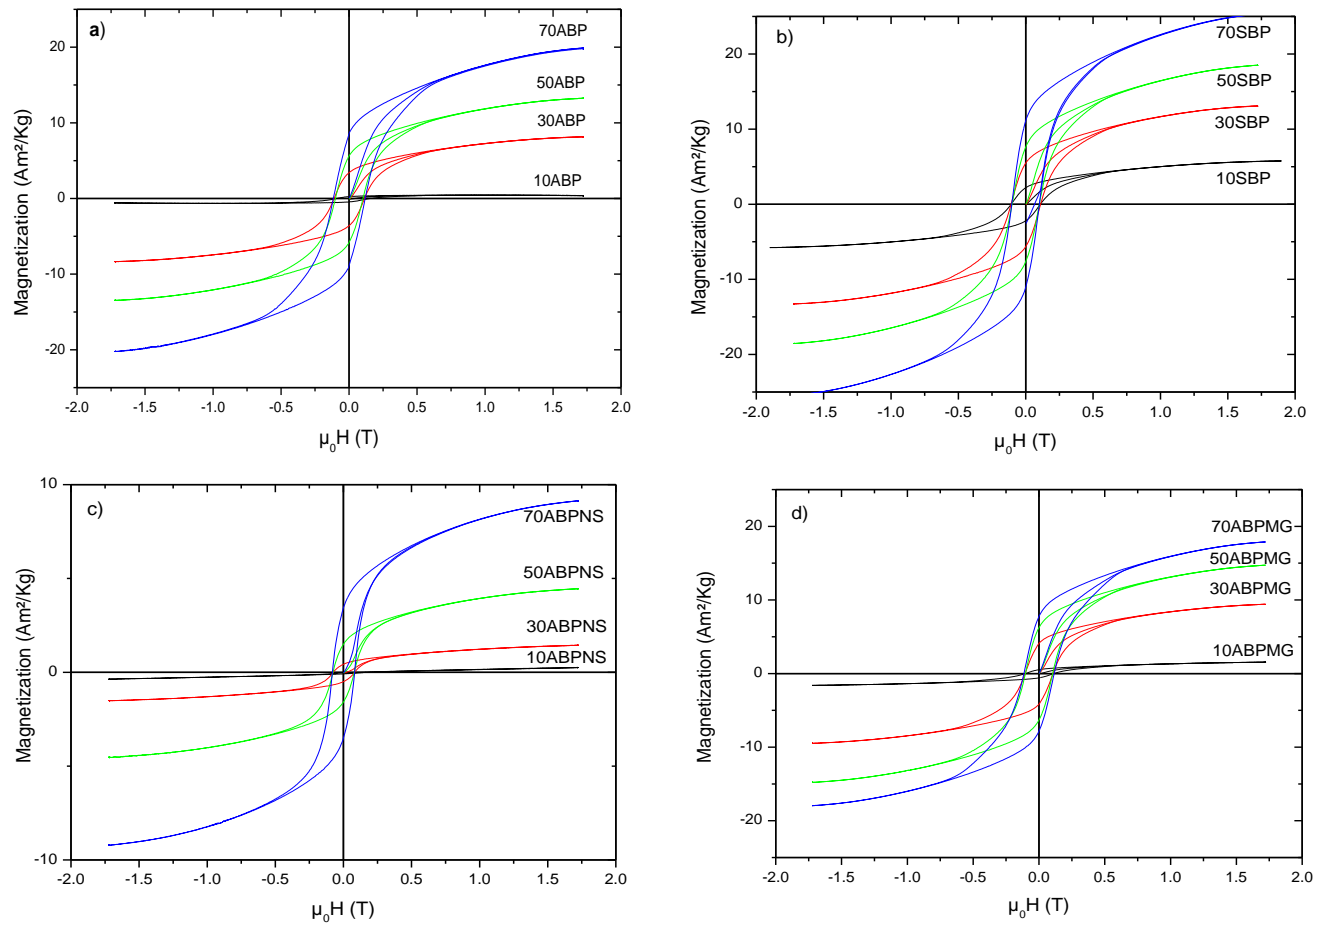 a)
70ABP
50ABP
30ABP
10ABP
20
10
0
-10
-20
Magnetization (Am²/Kg)
-2.0 -1.5 -1.0 -0.5 0.0 0.5 1.0 1.5 2.0
μ0H (T)
b)
70SBP
50SBP
30SBP
10SBP
20
10
0
-10
-20
Magnetization (Am²/Kg)
-2.0 -1.5 -1.0 -0.5 0.0 0.5 1.0 1.5 2.0
μ0H (T)
c)
70ABPNS
50ABPNS
30ABPNS
10ABPNS
10
0
-10
Magnetization (Am²/Kg)
-2.0 -1.5 -1.0 -0.5 0.0 0.5 1.0 1.5 2.0
μ0H (T)
d)
70ABPMG
50ABPMG
30ABPMG
10ABPMG
20
10
0
-10
-20
Magnetization (Am²/Kg)
-2.0 -1.5 -1.0 -0.5 0.0 0.5 1.0 1.5 2.0
μ0H (T)